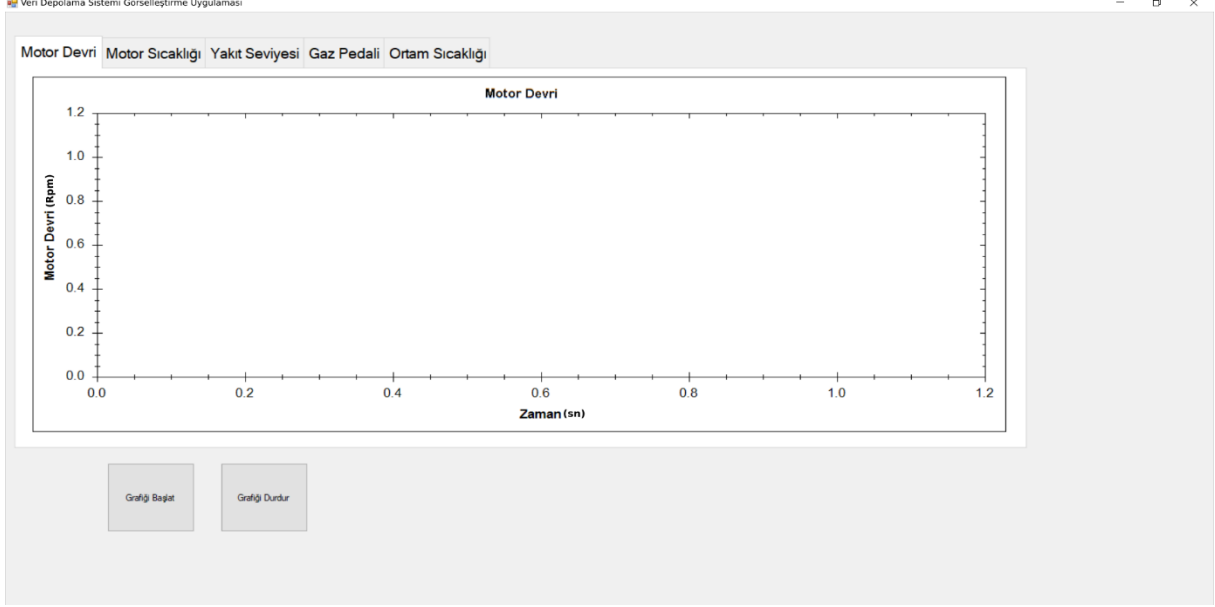 Veri Depolama Sistemi Görselleştirme Uygulaması
Motor Devri Motor Sıcaklığı Yakıt Seviyesi Gaz Pedali Ortam Sıcaklığı
Motor Devri
Motor Devri (Rpm)
1.2
1.0
0.8
0.6
0.4
0.2
0.0
0.0 0.2 0.4 0.6 0.8 1.0 1.2
Zaman (sn)
Grafiği Başlat Grafiği Durdur